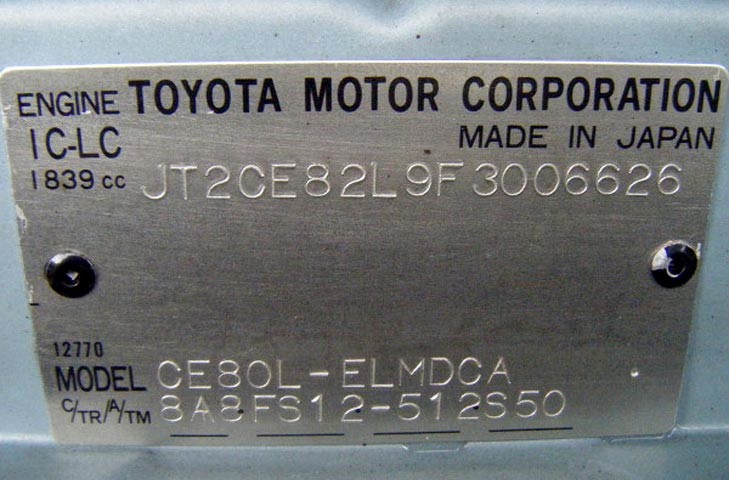 ENGINE TOYOTA MOTOR CORPORATION
1C-LC MADE IN JAPAN
1839 cc JT2CE82L9F3006626
12770
MODEL CE80L-ELMDCA
C/TR/A/TM 8A8FS12-512S50